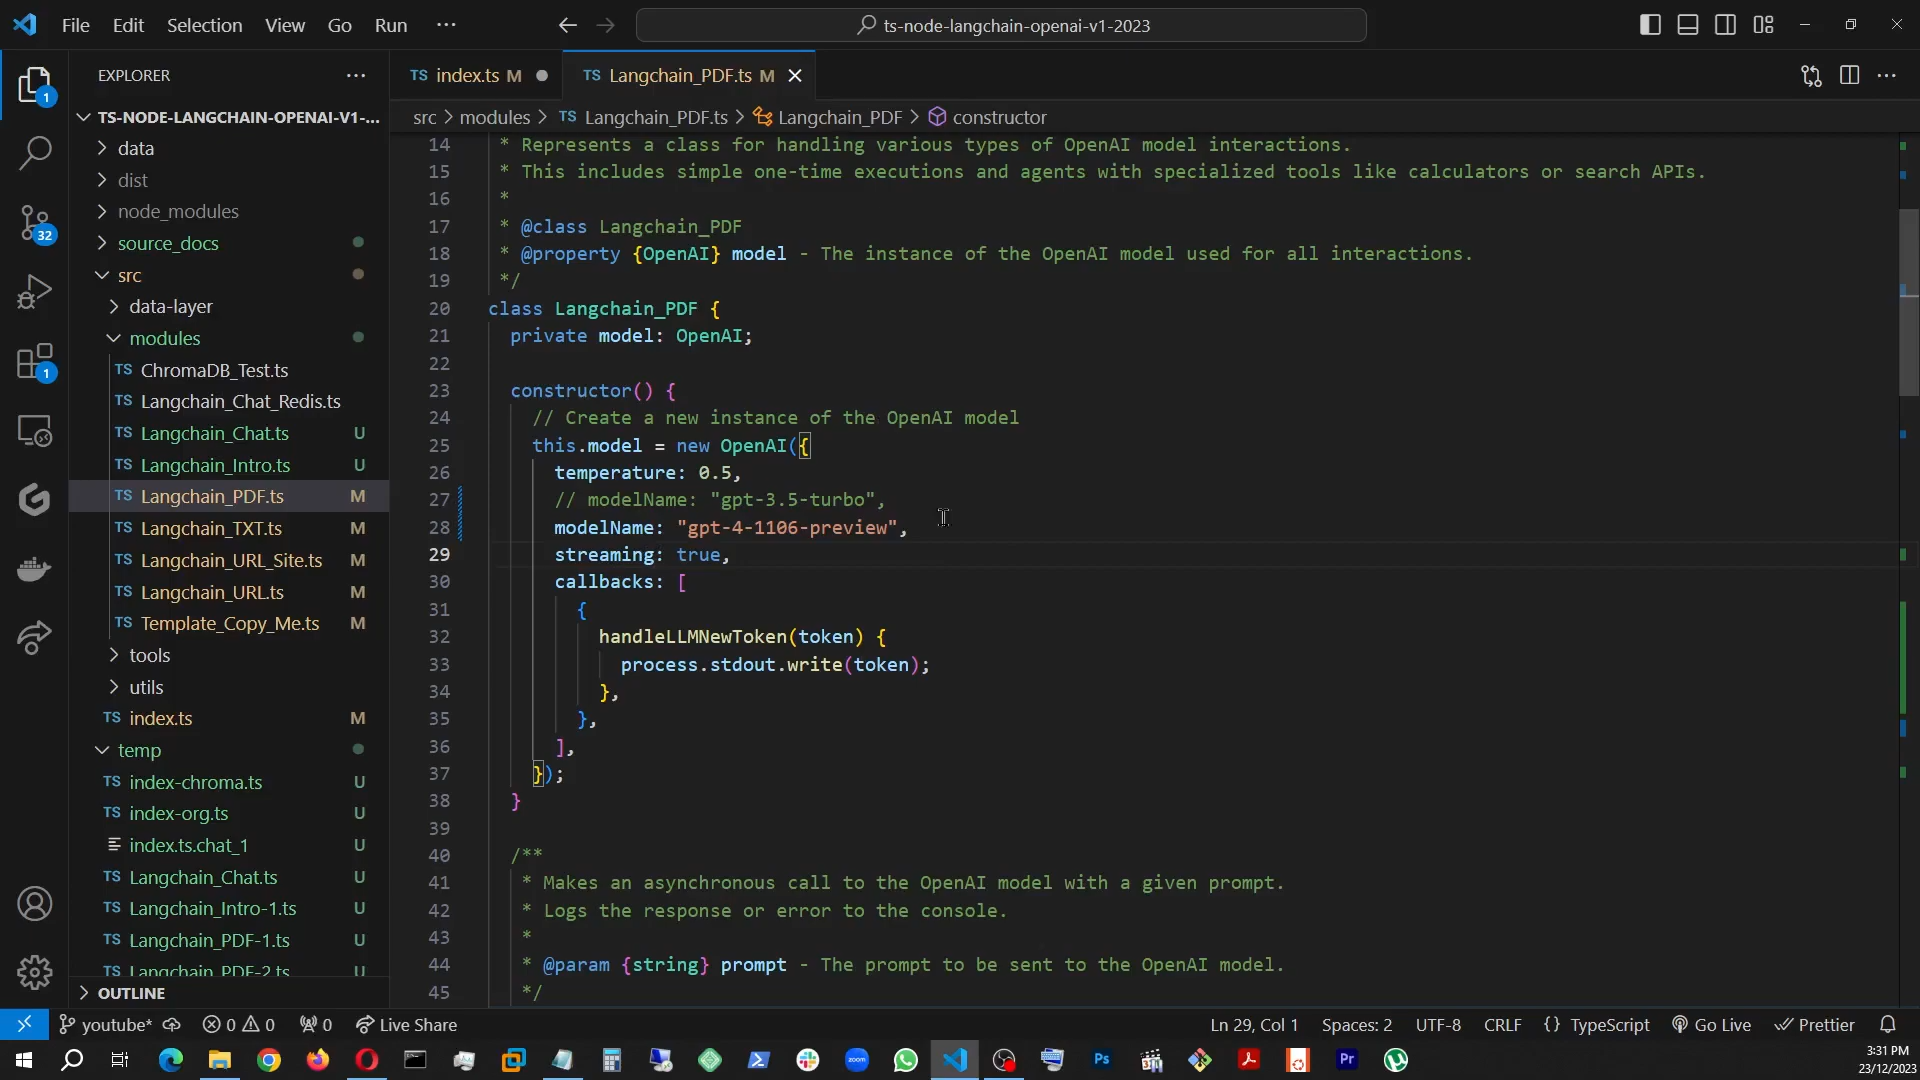 File Edit Selection View Go Run ···
ts-node-langchain-openai-v1-2023
EXPLORER ···
TS index.ts M
TS Langchain_PDF.ts M
TS-NODE-LANGCHAIN-OPENAI-V1-...
src > modules > TS Langchain_PDF.ts > Langchain_PDF > constructor
data
dist
node_modules
source_docs
src
data-layer
modules
TS ChromaDB_Test.ts
TS Langchain_Chat_Redis.ts
TS Langchain_Chat.ts U
TS Langchain_Intro.ts U
TS Langchain_PDF.ts M
TS Langchain_TXT.ts M
TS Langchain_URL_Site.ts M
TS Langchain_URL.ts M
TS Template_Copy_Me.ts M
tools
utils
TS index.ts M
temp
TS index-chroma.ts U
TS index-org.ts U
index.ts.chat_1 U
TS Langchain_Chat.ts U
TS Langchain_Intro-1.ts U
TS Langchain_PDF-1.ts U
TS Langchain_PDF-2.ts U
OUTLINE
1
32
1
14 * Represents a class for handling various types of OpenAI model interactions.
15 * This includes simple one-time executions and agents with specialized tools like calculators or search APIs.
16 *
17 * @class Langchain_PDF
18 * @property {OpenAI} model - The instance of the OpenAI model used for all interactions.
19 */
20 class Langchain_PDF {
21 private model: OpenAI;
22
23 constructor() {
24 // Create a new instance of the OpenAI model
25 this.model = new OpenAI({
26 temperature: 0.5,
27 // modelName: "gpt-3.5-turbo",
28 modelName: "gpt-4-1106-preview",
29 streaming: true,
30 callbacks: [
31 {
32 handleLLMNewToken(token) {
33 process.stdout.write(token);
34 },
35 },
36 ],
37 });
38 }
39
40 /**
41 * Makes an asynchronous call to the OpenAI model with a given prompt.
42 * Logs the response or error to the console.
43 *
44 * @param {string} prompt - The prompt to be sent to the OpenAI model.
45 */
youtube* 0 0 0 Live Share Ln 29, Col 1 Spaces: 2 UTF-8 CRLF {} TypeScript Go Live Prettier
zoom Ps Pr
3:31 PM
23/12/2023